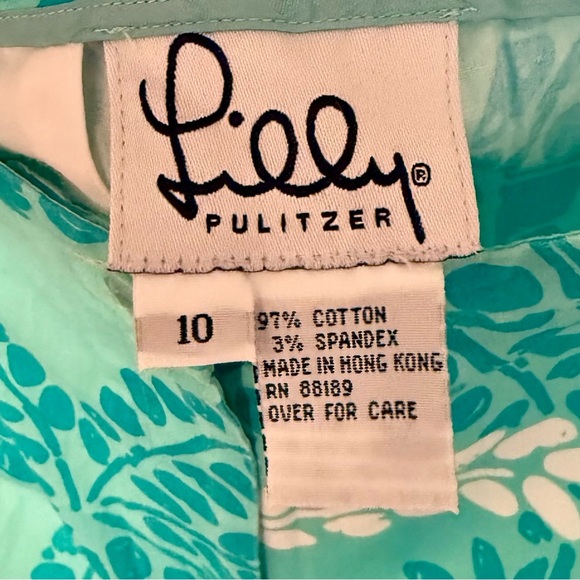 Lilly®
PULITZER
10
97% COTTON
3% SPANDEX
MADE IN HONG KONG
RN 88189
OVER FOR CARE